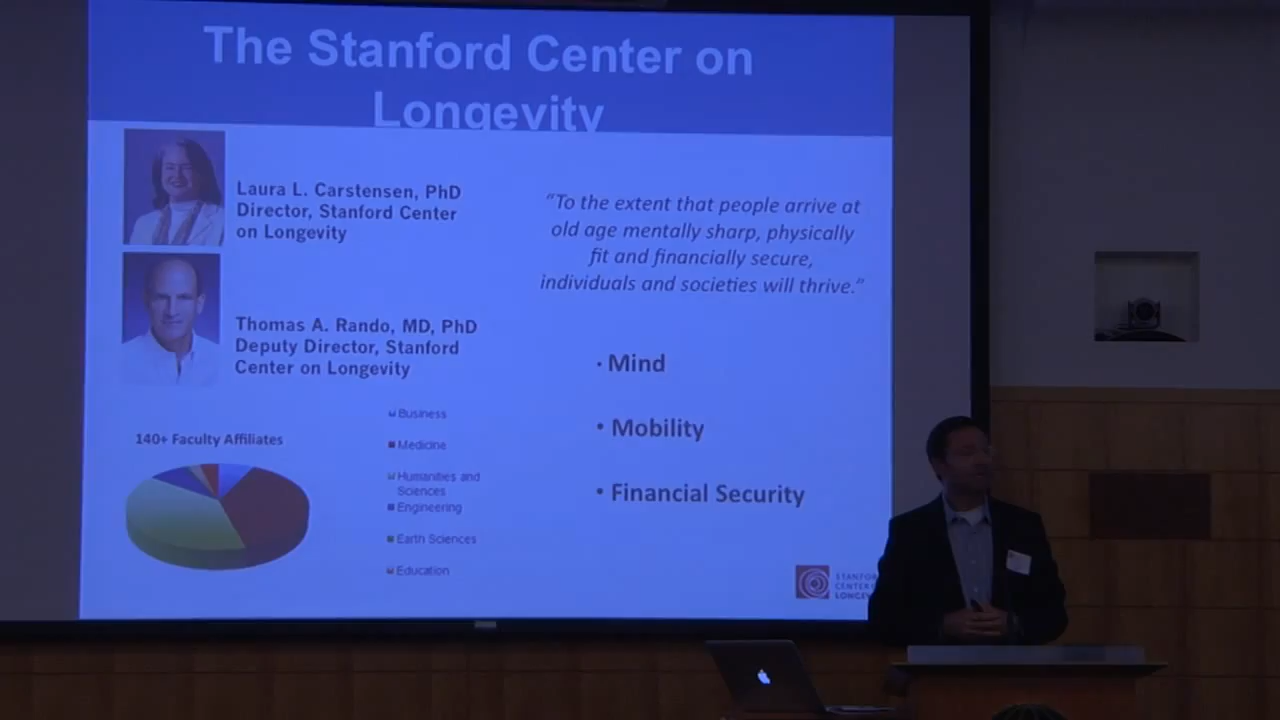 The Stanford Center on
Longevity
Laura L. Carstensen, PhD
Director, Stanford Center
on Longevity
Thomas A. Rando, MD, PhD
Deputy Director, Stanford
Center on Longevity
140+ Faculty Affiliates
Business
Medicine
Humanities and
Sciences
Engineering
Earth Sciences
Education
“To the extent that people arrive at
old age mentally sharp, physically
fit and financially secure,
individuals and societies will thrive.”
• Mind
• Mobility
• Financial Security